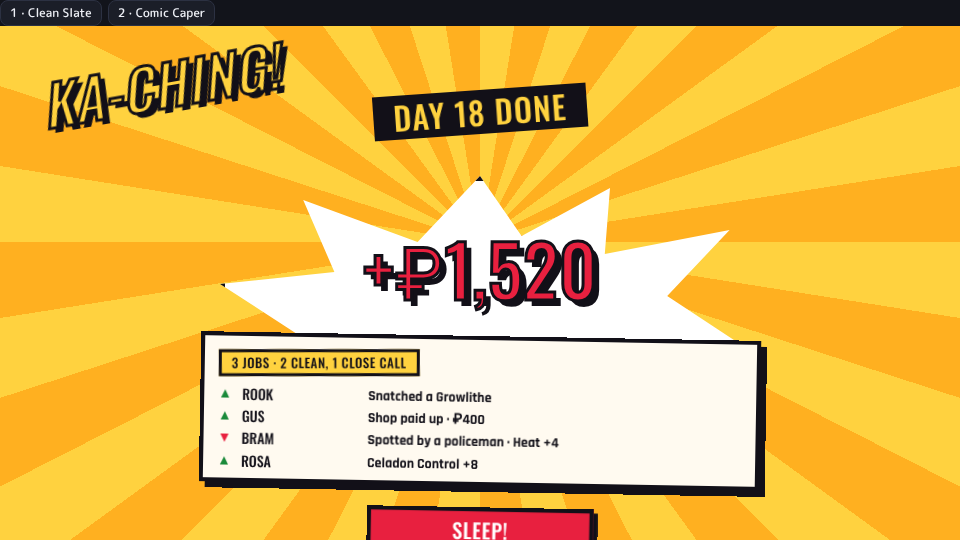 1 · Clean Slate
2 · Comic Caper
KA-CHING!
DAY 18 DONE
+₽1,520
3 JOBS · 2 CLEAN, 1 CLOSE CALL
▲ ROOK Snatched a Growlithe
▲ GUS Shop paid up · ₽400
▼ BRAM Spotted by a policeman · Heat +4
▲ ROSA Celadon Control +8
SLEEP!